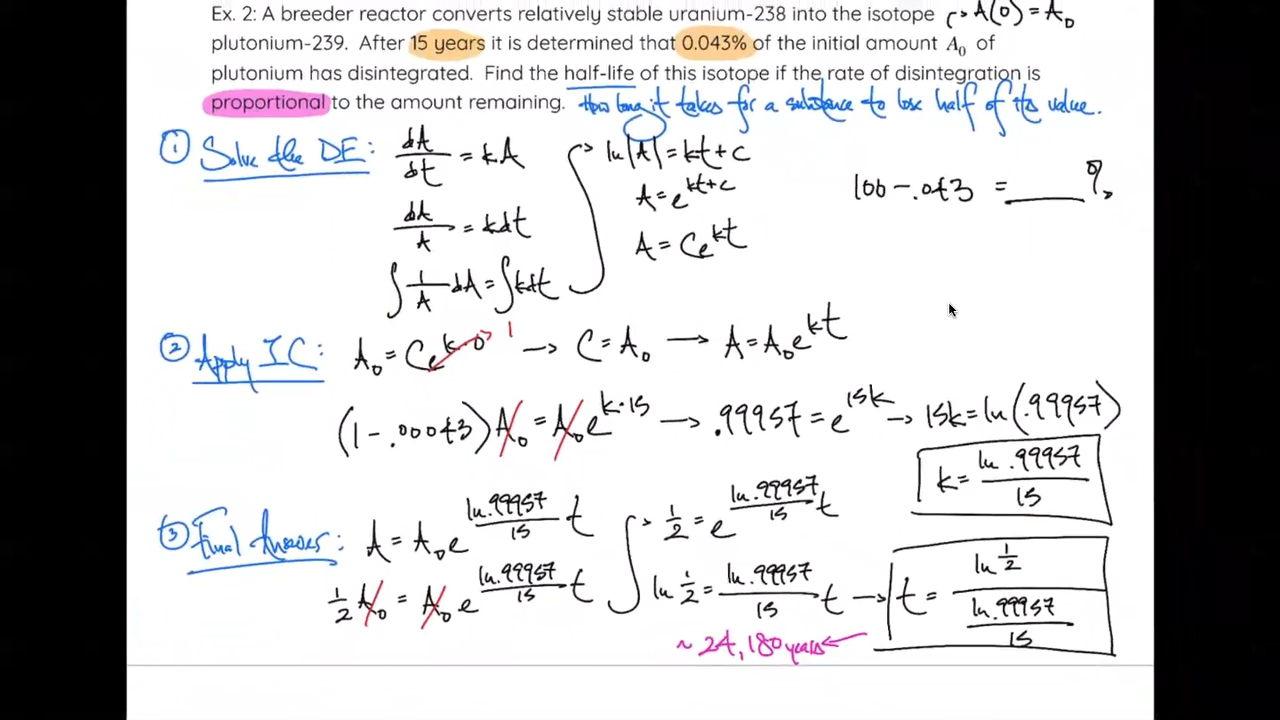 Ex. 2: A breeder reactor converts relatively stable uranium-238 into the isotope ↪ A(0) = A₀
plutonium-239. After 15 years it is determined that 0.043% of the initial amount A₀ of
plutonium has disintegrated. Find the half-life of this isotope if the rate of disintegration is
proportional to the amount remaining. How long it takes for a substance to lose half of its value.
① Solve the DE: dA/dt = kA
ln|A| = kt + c
100 - .043 = ____ %
A = e^(kt+c)
dA/A = kdt
A = Ce^(kt)
∫ 1/A dA = ∫ kdt
② Apply IC: A₀ = Ce^(k·0) → 1 → C = A₀ → A = A₀e^(kt)
(1 - .00043) A₀ = A₀e^(k·15) → .99957 = e^(15k) → 15k = ln(.99957)
k = ln .99957 / 15
③ Final Answer: A = A₀e^(ln .99957 / 15 t)
1/2 = e^(ln .99957 / 15 t)
1/2 A₀ = A₀ e^(ln .99957 / 15 t)
ln 1/2 = ln .99957 / 15 t → t = ln 1/2 / (ln .99957 / 15)
~ 24,180 years ←